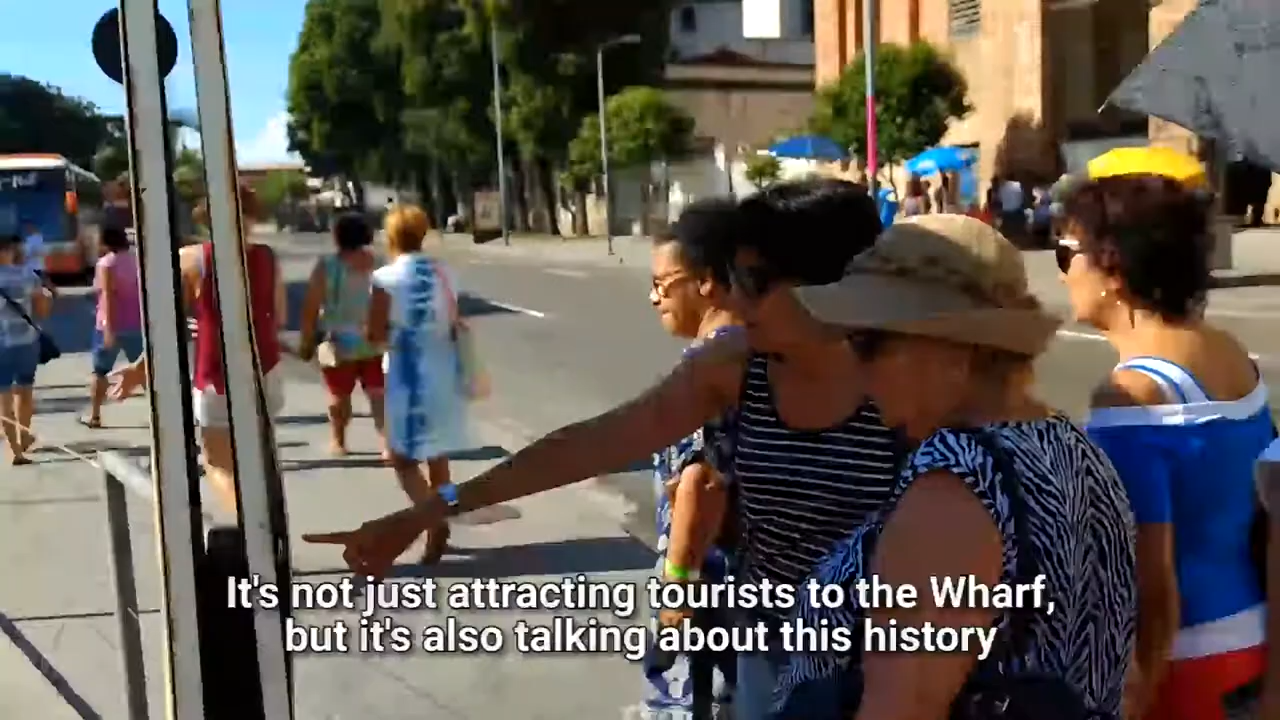 It's not just attracting tourists to the Wharf,
but it's also talking about this history